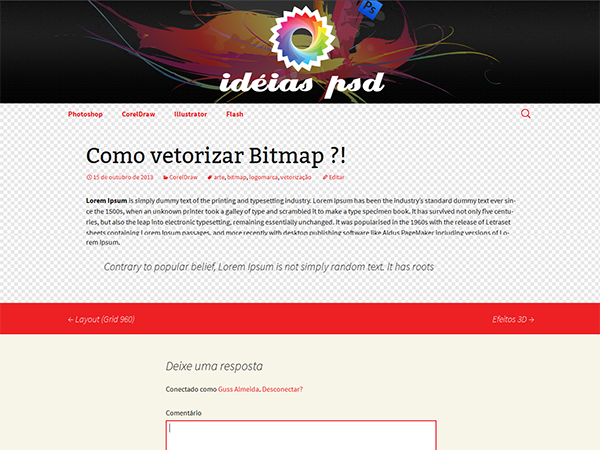 Ps
idéias psd
Photoshop CorelDraw Illustrator Flash
Como vetorizar Bitmap ?!
15 de outubro de 2013 CorelDraw arte, bitmap, logomarca, vetorização Editar
Lorem Ipsum is simply dummy text of the printing and typesetting industry. Lorem Ipsum has been the industry's standard dummy text ever sin-
ce the 1500s, when an unknown printer took a galley of type and scrambled it to make a type specimen book. It has survived not only five centu-
ries, but also the leap into electronic typesetting, remaining essentially unchanged. It was popularised in the 1960s with the release of Letraset
sheets containing Lorem Ipsum passages, and more recently with desktop publishing software like Aldus PageMaker including versions of Lo-
rem Ipsum.
Contrary to popular belief, Lorem Ipsum is not simply random text. It has roots
← Layout (Grid 960) Efeitos 3D →
Deixe uma resposta
Conectado como Guss Almeida. Desconectar?
Comentário